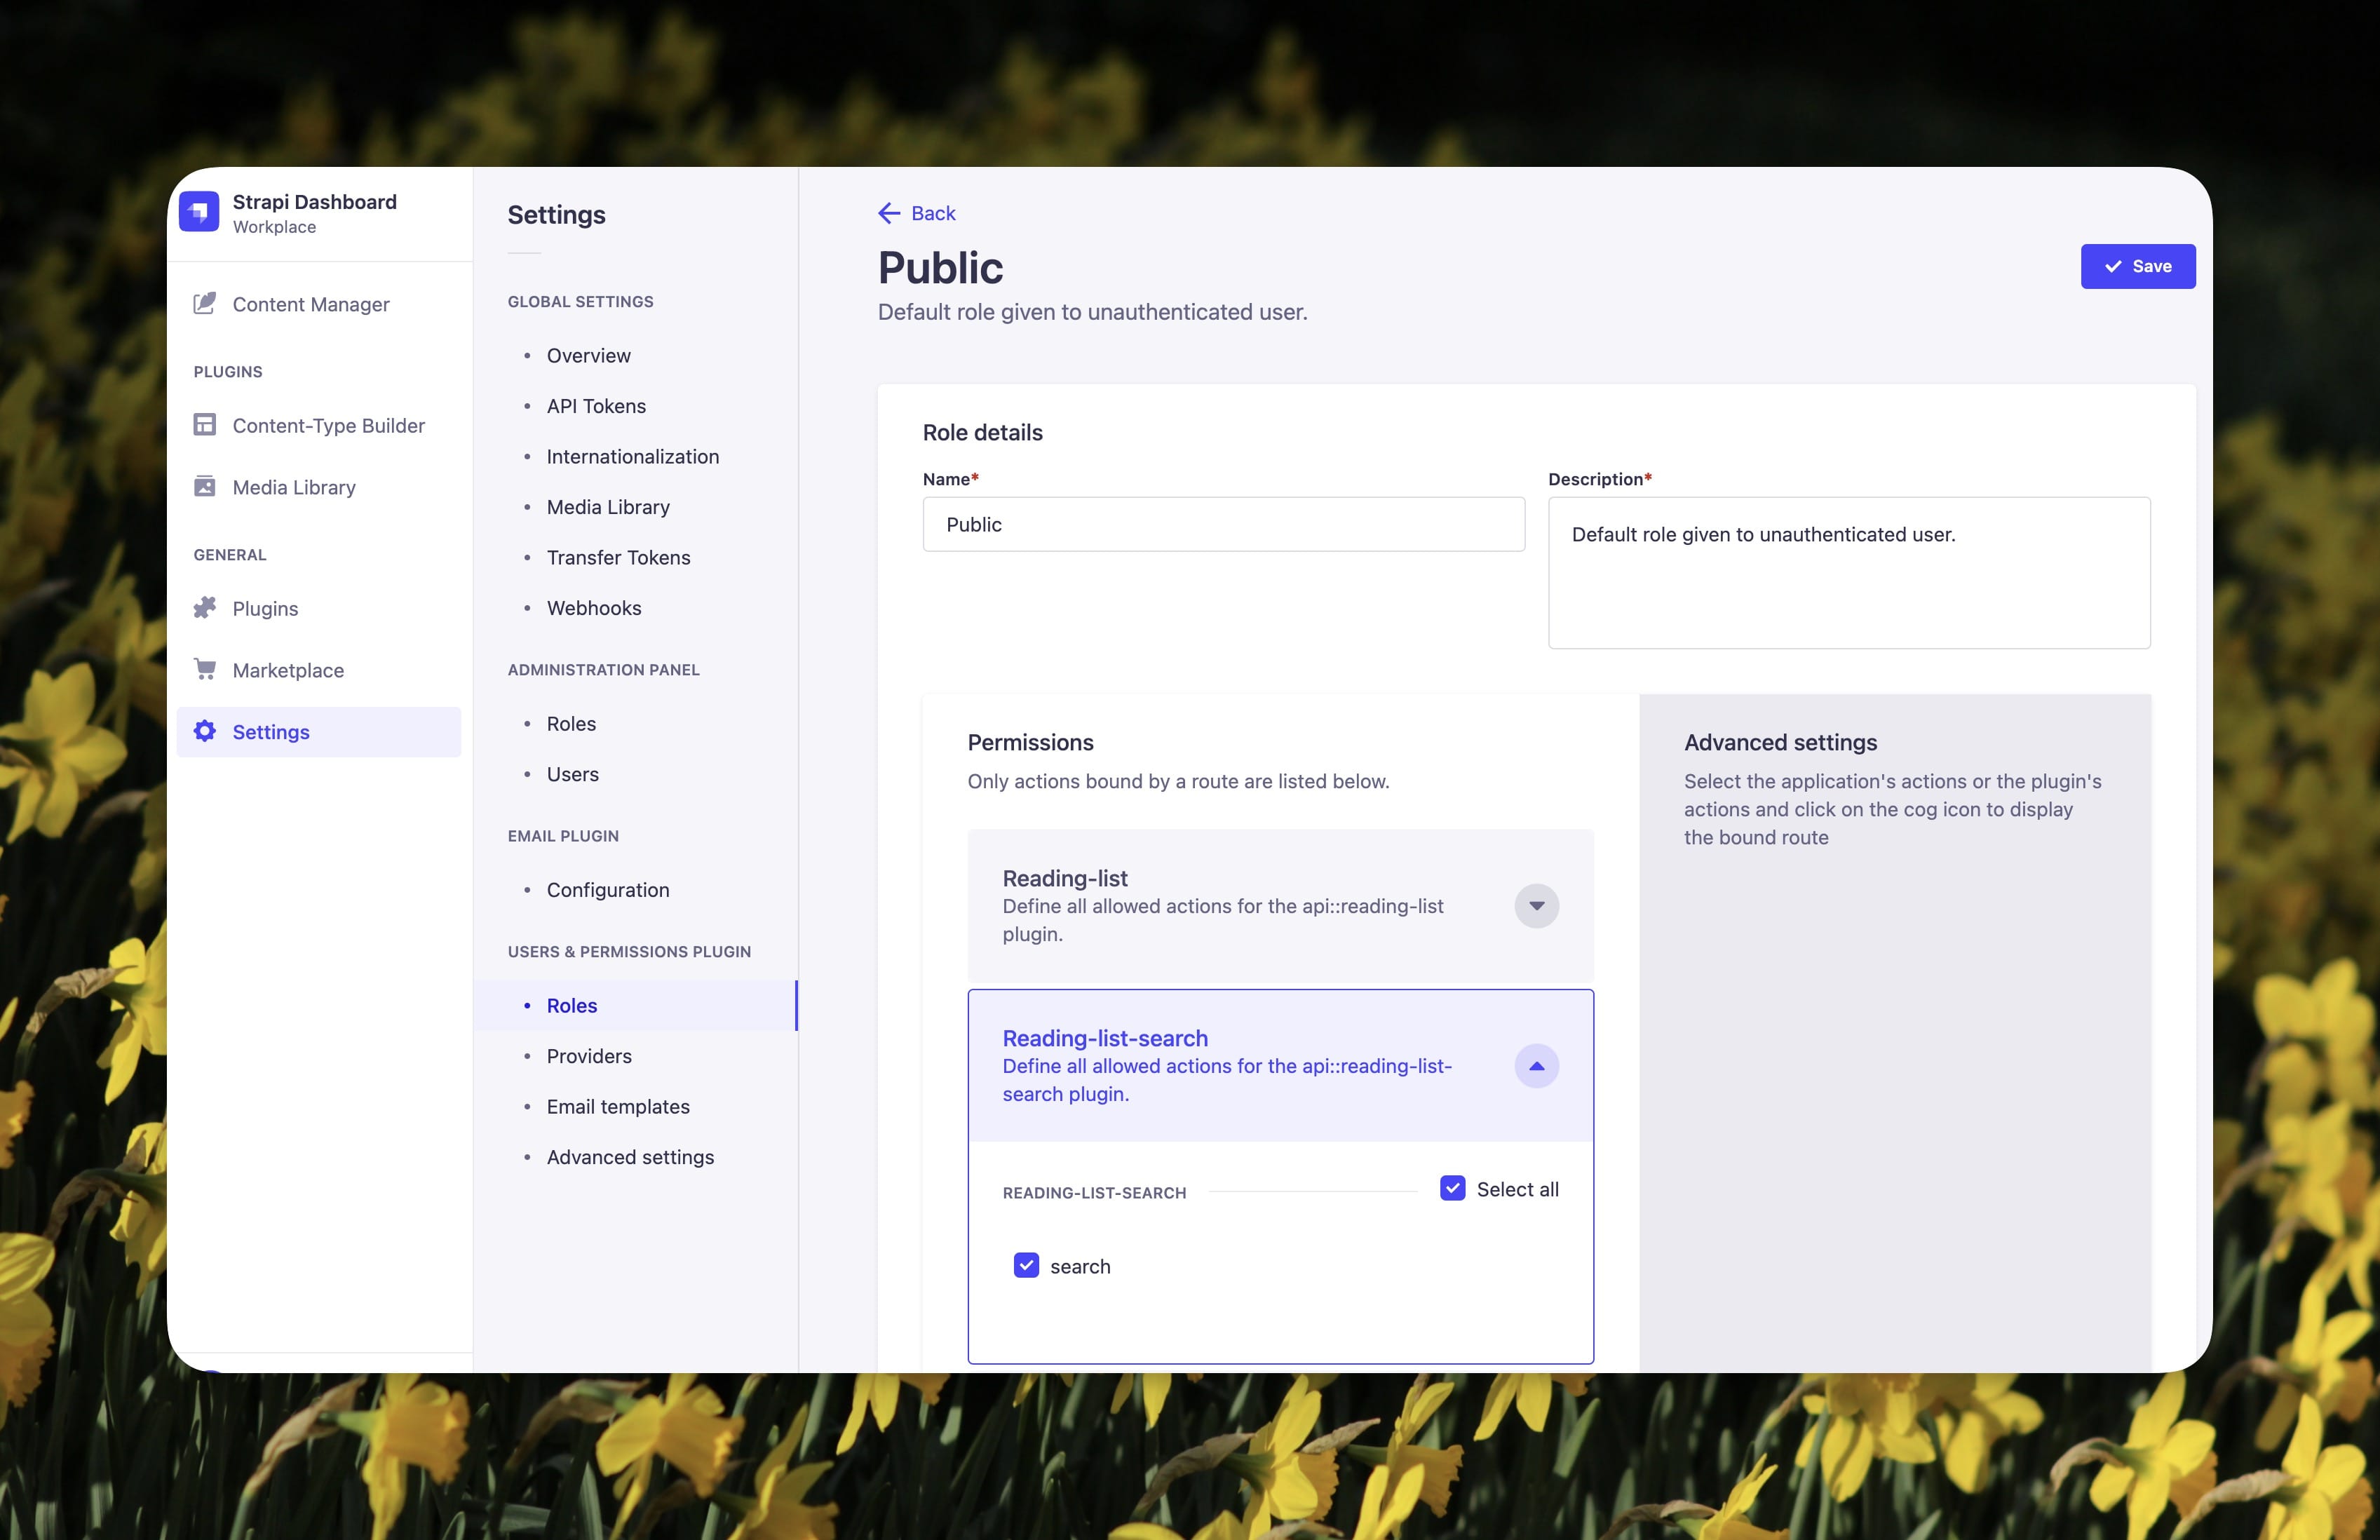 Strapi Dashboard
Workplace
Content Manager
PLUGINS
Content-Type Builder
Media Library
GENERAL
Plugins
Marketplace
Settings
Settings
GLOBAL SETTINGS
Overview
API Tokens
Internationalization
Media Library
Transfer Tokens
Webhooks
ADMINISTRATION PANEL
Roles
Users
EMAIL PLUGIN
Configuration
USERS & PERMISSIONS PLUGIN
Roles
Providers
Email templates
Advanced settings
Back
Public
Default role given to unauthenticated user.
Save
Role details
Name*
Public
Description*
Default role given to unauthenticated user.
Permissions
Only actions bound by a route are listed below.
Reading-list
Define all allowed actions for the api::reading-list
plugin.
Reading-list-search
Define all allowed actions for the api::reading-list-
search plugin.
READING-LIST-SEARCH
Select all
search
Advanced settings
Select the application's actions or the plugin's
actions and click on the cog icon to display
the bound route